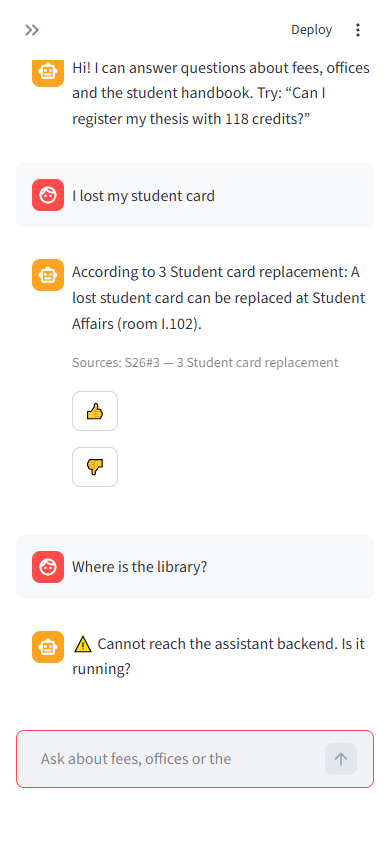 Deploy
Hi! I can answer questions about fees, offices
and the student handbook. Try: “Can I
register my thesis with 118 credits?”
I lost my student card
According to 3 Student card replacement: A
lost student card can be replaced at Student
Affairs (room I.102).
Sources: S26#3 — 3 Student card replacement
Where is the library?
⚠️ Cannot reach the assistant backend. Is it
running?
Ask about fees, offices or the